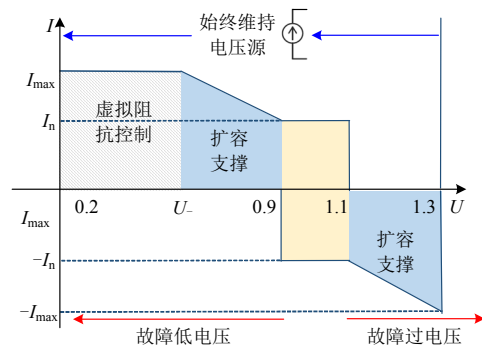 I
始终维持
电压源
Imax
虚拟阻
抗控制
In
扩容
支撑
0.2 U- 0.9 1.1 1.3 U
Imax
扩容
支撑
-In
-Imax
故障低电压 故障过电压